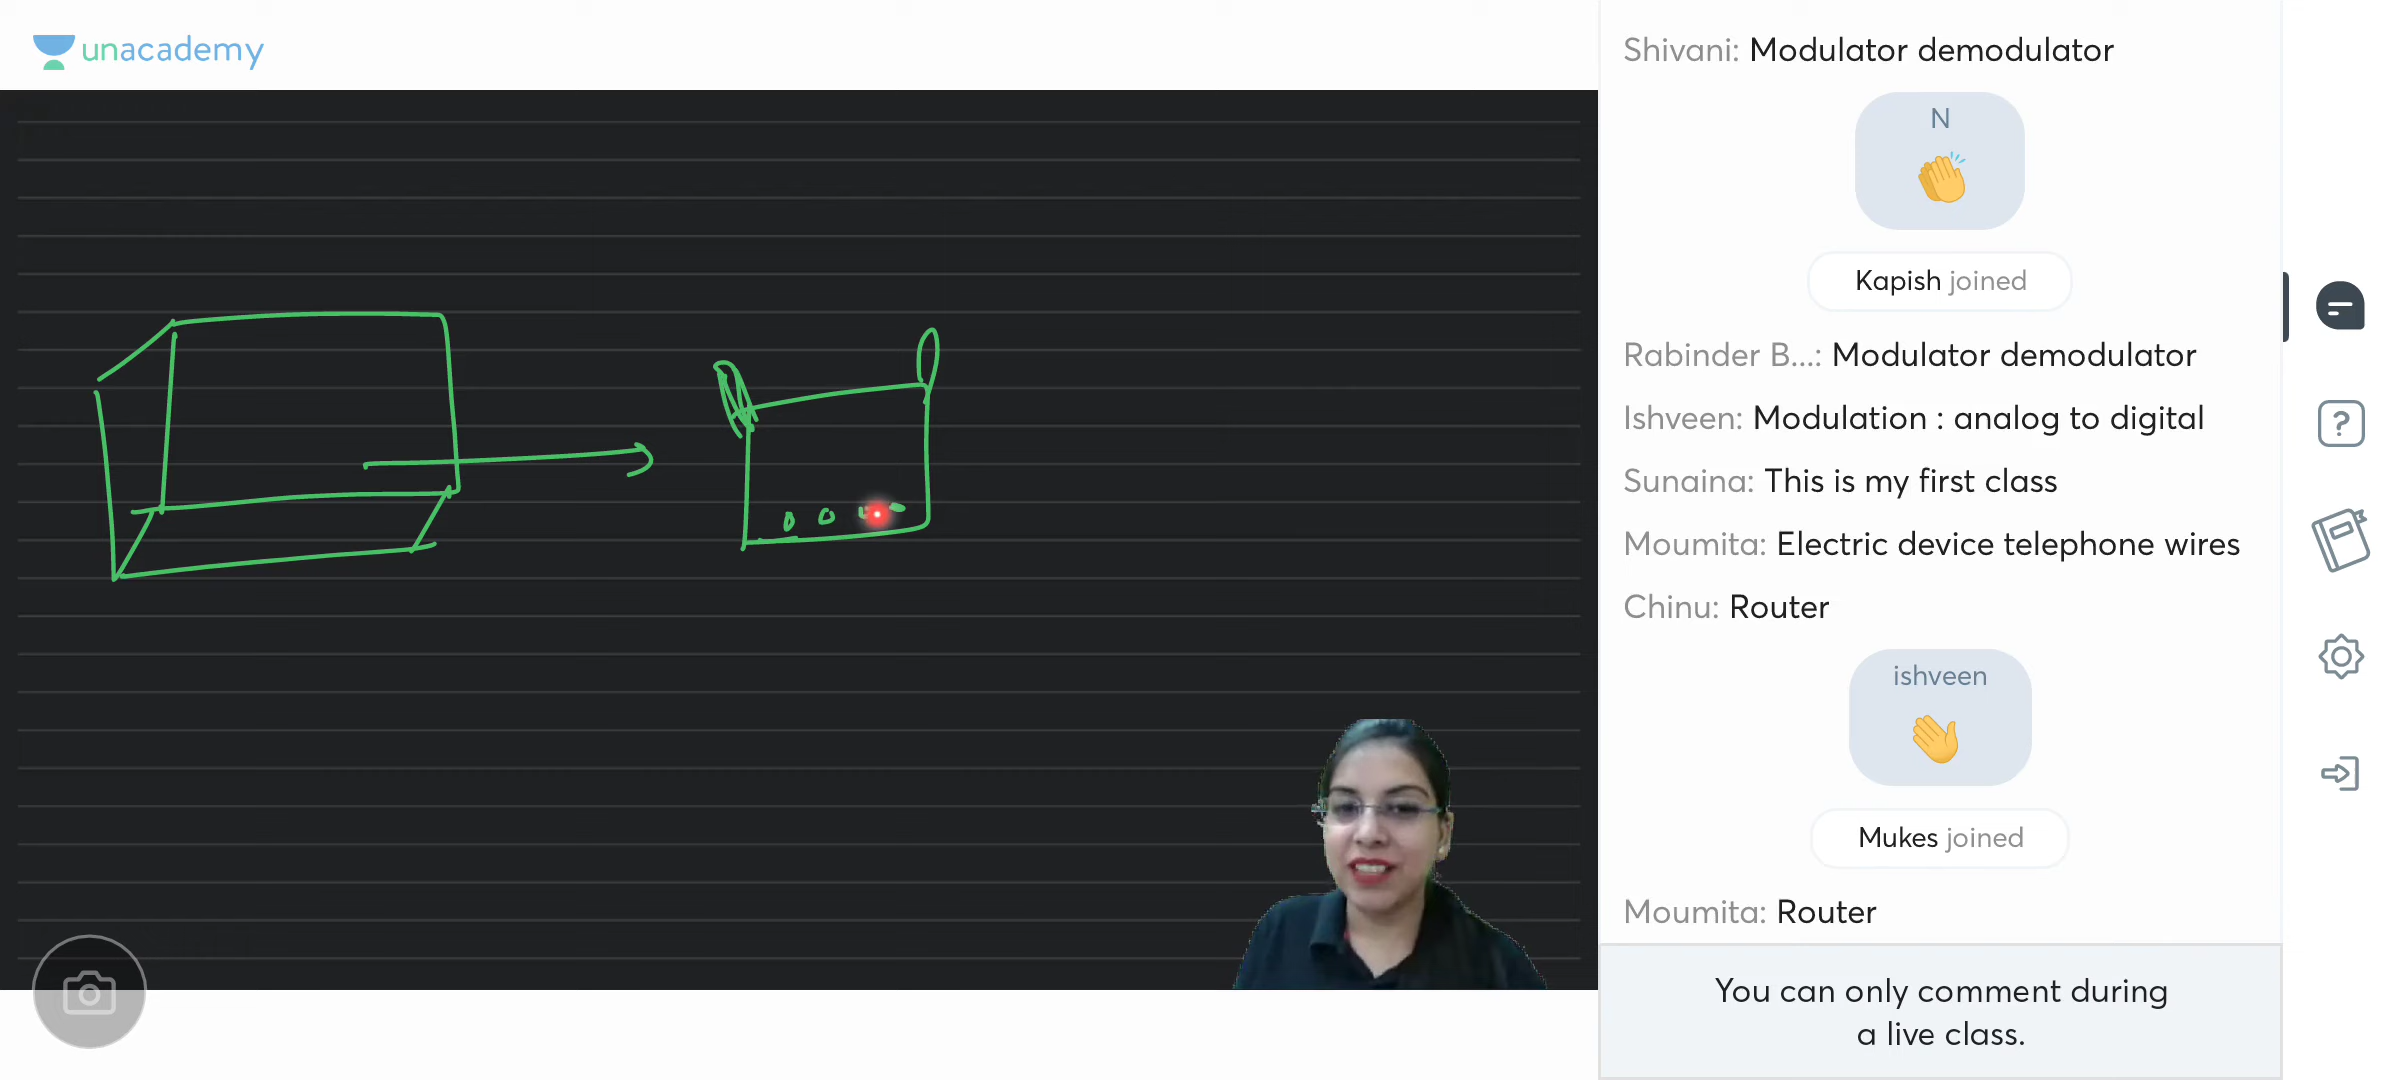 unacademy
Shivani: Modulator demodulator
N
Kapish joined
Rabinder B...: Modulator demodulator
Ishveen: Modulation : analog to digital
Sunaina: This is my first class
Moumita: Electric device telephone wires
Chinu: Router
ishveen
Mukes joined
Moumita: Router
You can only comment during
a live class.